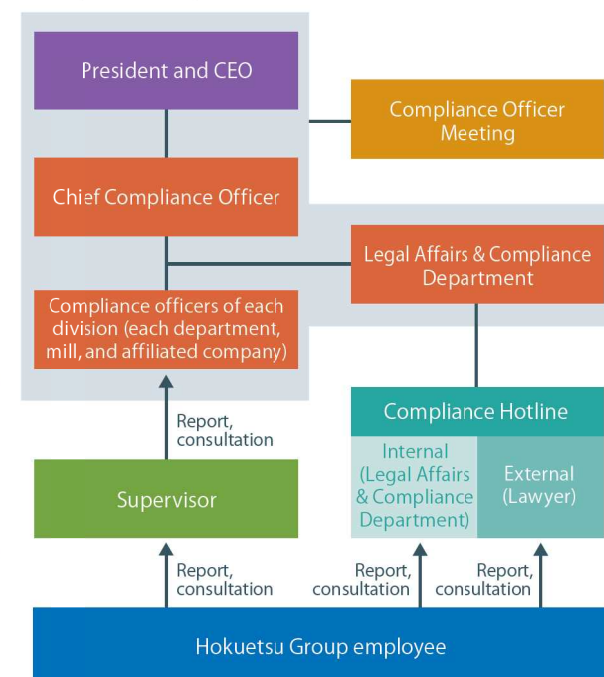 President and CEO
Compliance Officer
Meeting
Chief Compliance Officer
Legal Affairs & Compliance
Department
Compliance officers of each
division (each department,
mill, and affiliated company)
Report,
consultation
Compliance Hotline
Supervisor
Internal
(Legal Affairs
& Compliance
Department)
External
(Lawyer)
Report,
consultation
Report,
consultation
Report,
consultation
Hokuetsu Group employee